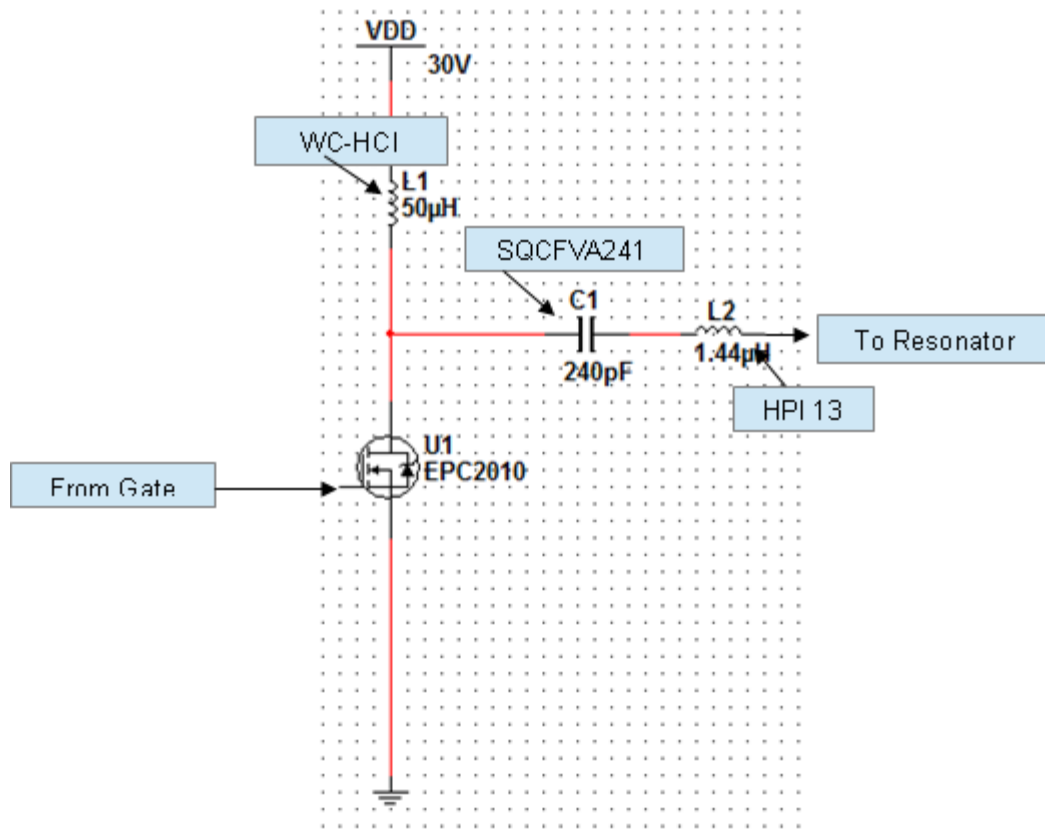 VDD
30V
WC-HCI
L1
50µH
SQCFVA241
C1
240pF
L2
1.44µH
To Resonator
HPI 13
U1
EPC2010
From Gate